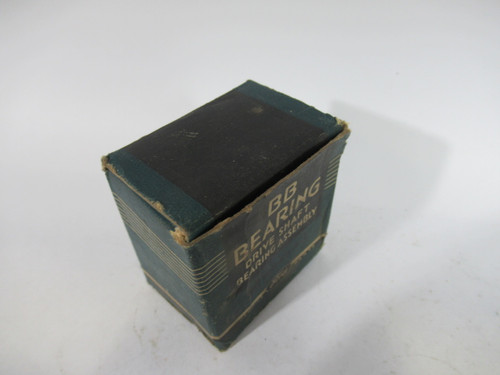 BB
BEARING
DRIVE SHAFT
BEARING ASSEMBLY